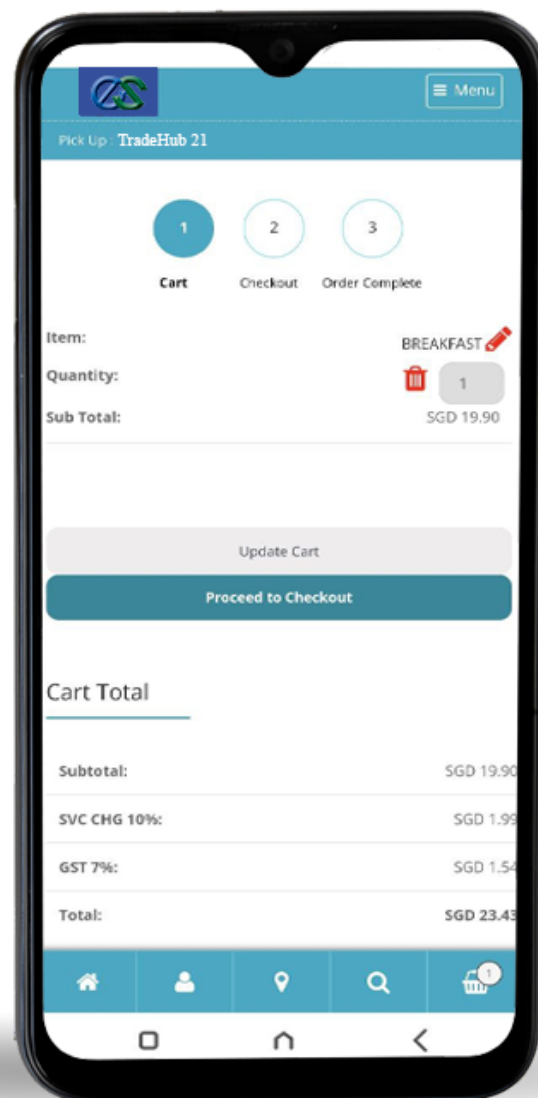 Menu
Pick Up : TradeHub 21
1 2 3
Cart Checkout Order Complete
Item: BREAKFAST
Quantity: 1
Sub Total: SGD 19.90
Update Cart
Proceed to Checkout
Cart Total
Subtotal: SGD 19.90
SVC CHG 10%: SGD 1.99
GST 7%: SGD 1.54
Total: SGD 23.43
1